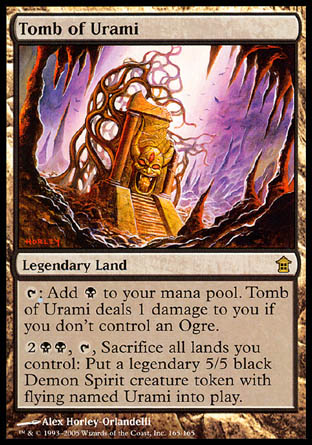 Tomb of Urami
HORLEY
Legendary Land
: Add to your mana pool. Tomb
of Urami deals 1 damage to you if
you don't control an Ogre.
2, , Sacrifice all lands you
control: Put a legendary 5/5 black
Demon Spirit creature token with
flying named Urami into play.
Alex Horley-Orlandelli
™ & © 1993–2005 Wizards of the Coast, Inc. 165/165